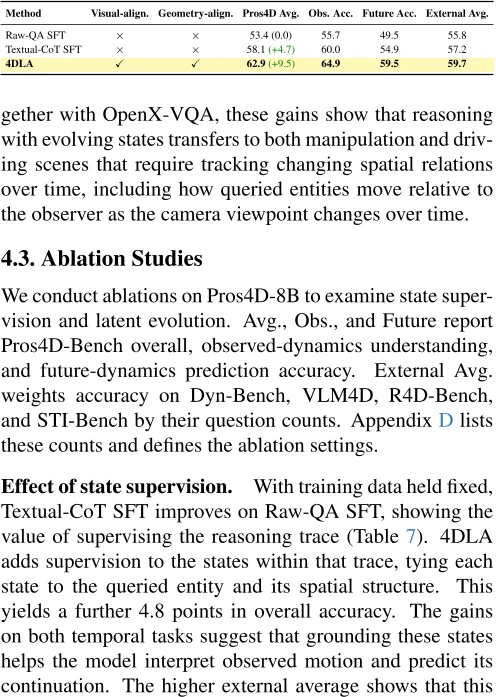 Method Visual-align. Geometry-align. Pros4D Avg. Obs. Acc. Future Acc. External Avg.
Raw-QA SFT × × 53.4 (0.0) 55.7 49.5 55.8
Textual-CoT SFT × × 58.1 (+4.7) 60.0 54.9 57.2
4DLA ✓ ✓ 62.9 (+9.5) 64.9 59.5 59.7
gether with OpenX-VQA, these gains show that reasoning
with evolving states transfers to both manipulation and driv-
ing scenes that require tracking changing spatial relations
over time, including how queried entities move relative to
the observer as the camera viewpoint changes over time.
4.3. Ablation Studies
We conduct ablations on Pros4D-8B to examine state super-
vision and latent evolution. Avg., Obs., and Future report
Pros4D-Bench overall, observed-dynamics understanding,
and future-dynamics prediction accuracy. External Avg.
weights accuracy on Dyn-Bench, VLM4D, R4D-Bench,
and STI-Bench by their question counts. Appendix D lists
these counts and defines the ablation settings.
Effect of state supervision. With training data held fixed,
Textual-CoT SFT improves on Raw-QA SFT, showing the
value of supervising the reasoning trace (Table 7). 4DLA
adds supervision to the states within that trace, tying each
state to the queried entity and its spatial structure. This
yields a further 4.8 points in overall accuracy. The gains
on both temporal tasks suggest that grounding these states
helps the model interpret observed motion and predict its
continuation. The higher external average shows that this